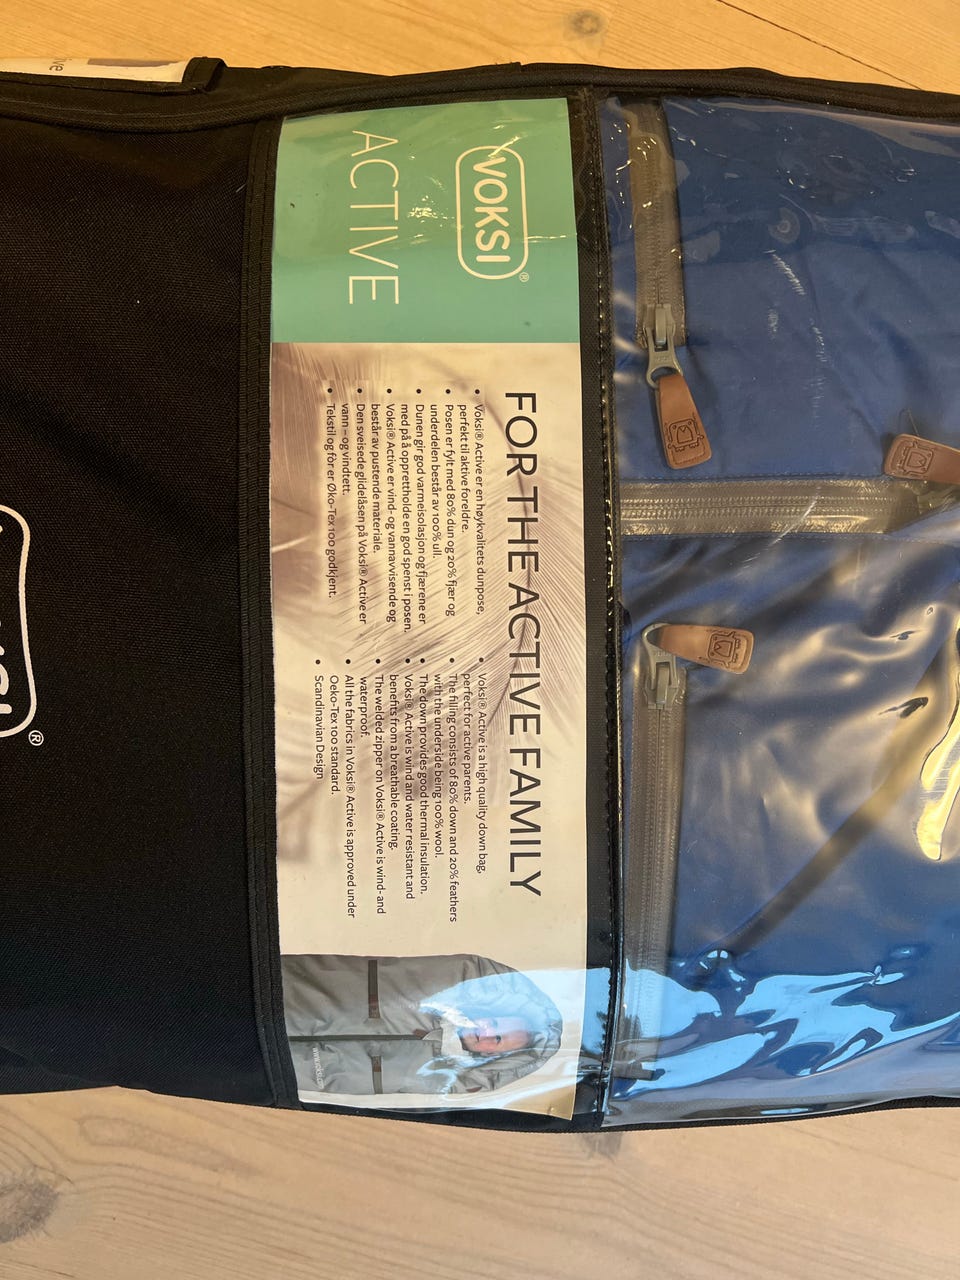 VOKSI®
ACTIVE
FOR THE ACTIVE FAMILY
• Voksi® Active er en høykvalitets dunpose,
perfekt til aktive foreldre.
• Posen er fylt med 80% dun og 20% fjær og
underdelen består av 100% ull.
• Dunen gir god varmeisolasjon og fjærene er
med på å opprettholde en god spenst i posen.
• Voksi® Active er vind- og vannavvisende og
består av pustende materiale.
• Den sveisede glidelåsen på Voksi® Active er
vann – og vindtett.
• Tekstil og fôr er Øko-Tex 100 godkjent.
• Voksi® Active is a high quality down bag,
perfect for active parents.
• The filling consists of 80% down and 20% feathers
with the underside being 100% wool.
• The down provides good thermal insulation.
• Voksi® Active is wind and water resistant and
benefits from a breathable coating.
• The welded zipper on Voksi® Active is wind- and
waterproof.
• All the fabrics in Voksi® Active is approved under
Oeko-Tex 100 standard.
• Scandinavian Design